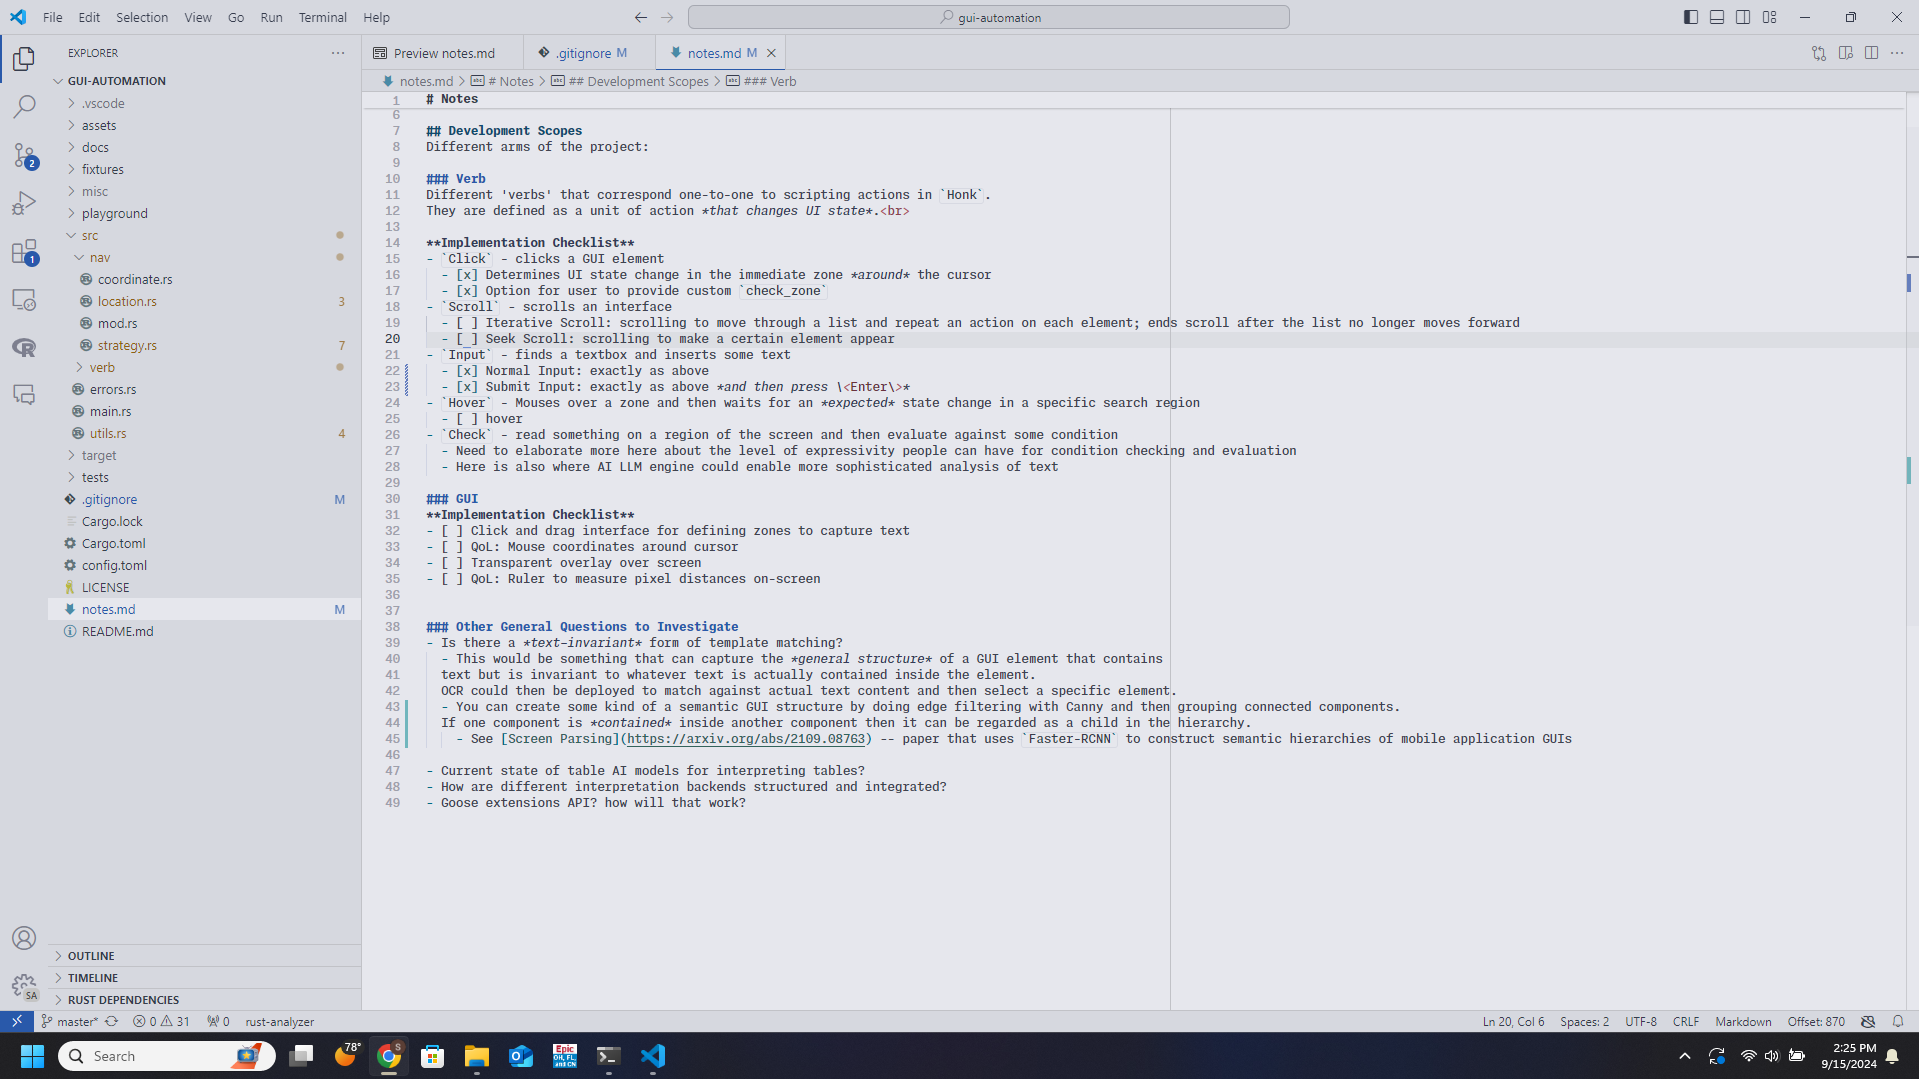 File Edit Selection View Go Run Terminal Help
gui-automation
EXPLORER
GUI-AUTOMATION
.vscode
assets
docs
fixtures
misc
playground
src
nav
coordinate.rs
location.rs 3
mod.rs
strategy.rs 7
verb
errors.rs
main.rs
utils.rs 4
target
tests
.gitignore M
Cargo.lock
Cargo.toml
config.toml
LICENSE
notes.md M
README.md
OUTLINE
TIMELINE
RUST DEPENDENCIES
2
1
SA
Preview notes.md .gitignore M notes.md M
notes.md > # Notes > ## Development Scopes > ### Verb
1 # Notes
6
7 ## Development Scopes
8 Different arms of the project:
9
10 ### Verb
11 Different 'verbs' that correspond one-to-one to scripting actions in `Honk`.
12 They are defined as a unit of action *that changes UI state*.<br>
13
14 **Implementation Checklist**
15 - `Click` - clicks a GUI element
16 - [x] Determines UI state change in the immediate zone *around* the cursor
17 - [x] Option for user to provide custom `check_zone`
18 - `Scroll` - scrolls an interface
19 - [ ] Iterative Scroll: scrolling to move through a list and repeat an action on each element; ends scroll after the list no longer moves forward
20 - [_] Seek Scroll: scrolling to make a certain element appear
21 - `Input` - finds a textbox and inserts some text
22 - [x] Normal Input: exactly as above
23 - [x] Submit Input: exactly as above *and then press \<Enter\>*
24 - `Hover` - Mouses over a zone and then waits for an *expected* state change in a specific search region
25 - [ ] hover
26 - `Check` - read something on a region of the screen and then evaluate against some condition
27 - Need to elaborate more here about the level of expressivity people can have for condition checking and evaluation
28 - Here is also where AI LLM engine could enable more sophisticated analysis of text
29
30 ### GUI
31 **Implementation Checklist**
32 - [ ] Click and drag interface for defining zones to capture text
33 - [ ] QoL: Mouse coordinates around cursor
34 - [ ] Transparent overlay over screen
35 - [ ] QoL: Ruler to measure pixel distances on-screen
36
37
38 ### Other General Questions to Investigate
39 - Is there a *text-invariant* form of template matching?
40 - This would be something that can capture the *general structure* of a GUI element that contains
41 text but is invariant to whatever text is actually contained inside the element.
42 OCR could then be deployed to match against actual text content and then select a specific element.
43 - You can create some kind of a semantic GUI structure by doing edge filtering with Canny and then grouping connected components.
44 If one component is *contained* inside another component then it can be regarded as a child in the hierarchy.
45 - See [Screen Parsing](https://arxiv.org/abs/2109.08763) -- paper that uses `Faster-RCNN` to construct semantic hierarchies of mobile application GUIs
46
47 - Current state of table AI models for interpreting tables?
48 - How are different interpretation backends structured and integrated?
49 - Goose extensions API? how will that work?
master* 0 31 0 rust-analyzer
Ln 20, Col 6 Spaces: 2 UTF-8 CRLF Markdown Offset: 870
Search
78°
S
Epic
OH, FL,
and CN
2:25 PM
9/15/2024